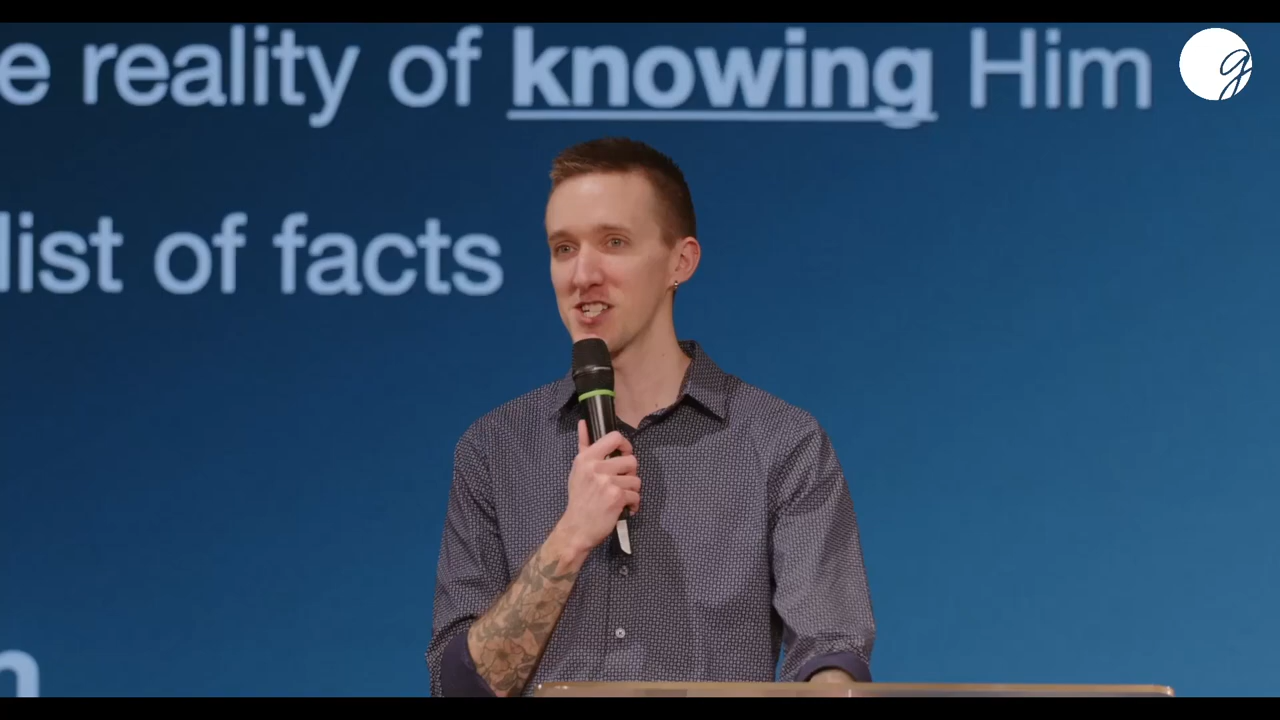 e reality of knowing Him
g
list of facts